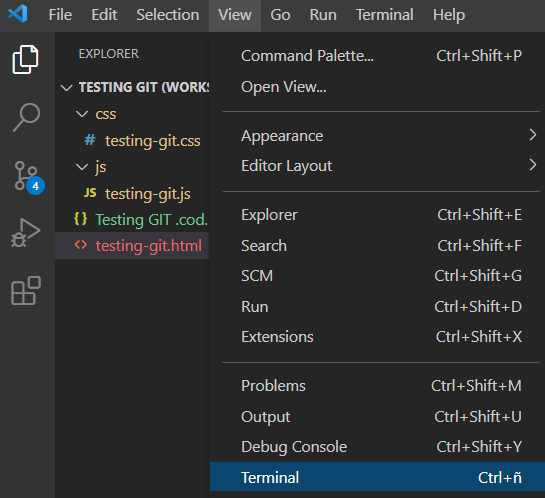 File Edit Selection View Go Run Terminal Help
EXPLORER
TESTING GIT (WORKS
css
# testing-git.css
js
JS testing-git.js
{} Testing GIT .cod.
<> testing-git.html
4
Command Palette... Ctrl+Shift+P
Open View...
Appearance
Editor Layout
Explorer Ctrl+Shift+E
Search Ctrl+Shift+F
SCM Ctrl+Shift+G
Run Ctrl+Shift+D
Extensions Ctrl+Shift+X
Problems Ctrl+Shift+M
Output Ctrl+Shift+U
Debug Console Ctrl+Shift+Y
Terminal Ctrl+ñ